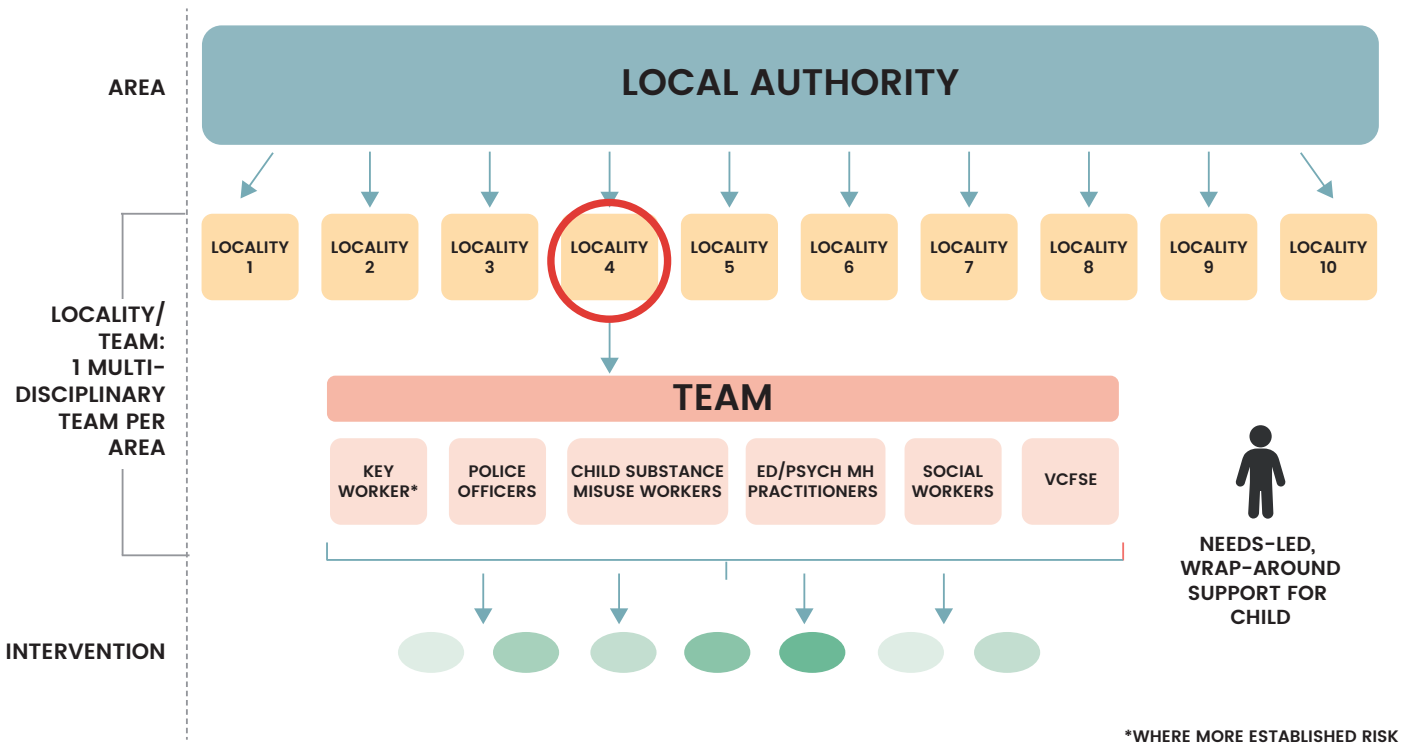 AREA
LOCAL AUTHORITY
LOCALITY
1
LOCALITY
2
LOCALITY
3
LOCALITY
4
LOCALITY
5
LOCALITY
6
LOCALITY
7
LOCALITY
8
LOCALITY
9
LOCALITY
10
LOCALITY/
TEAM:
1 MULTI-
DISCIPLINARY
TEAM PER
AREA
TEAM
KEY
WORKER*
POLICE
OFFICERS
CHILD SUBSTANCE
MISUSE WORKERS
ED/PSYCH MH
PRACTITIONERS
SOCIAL
WORKERS
VCFSE
NEEDS-LED,
WRAP-AROUND
SUPPORT FOR
CHILD
INTERVENTION
*WHERE MORE ESTABLISHED RISK